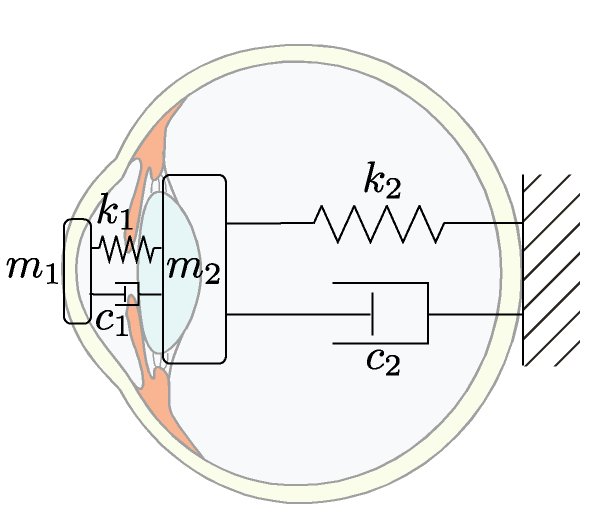 k₂
k₁
m₁
m₂
c₁
c₂